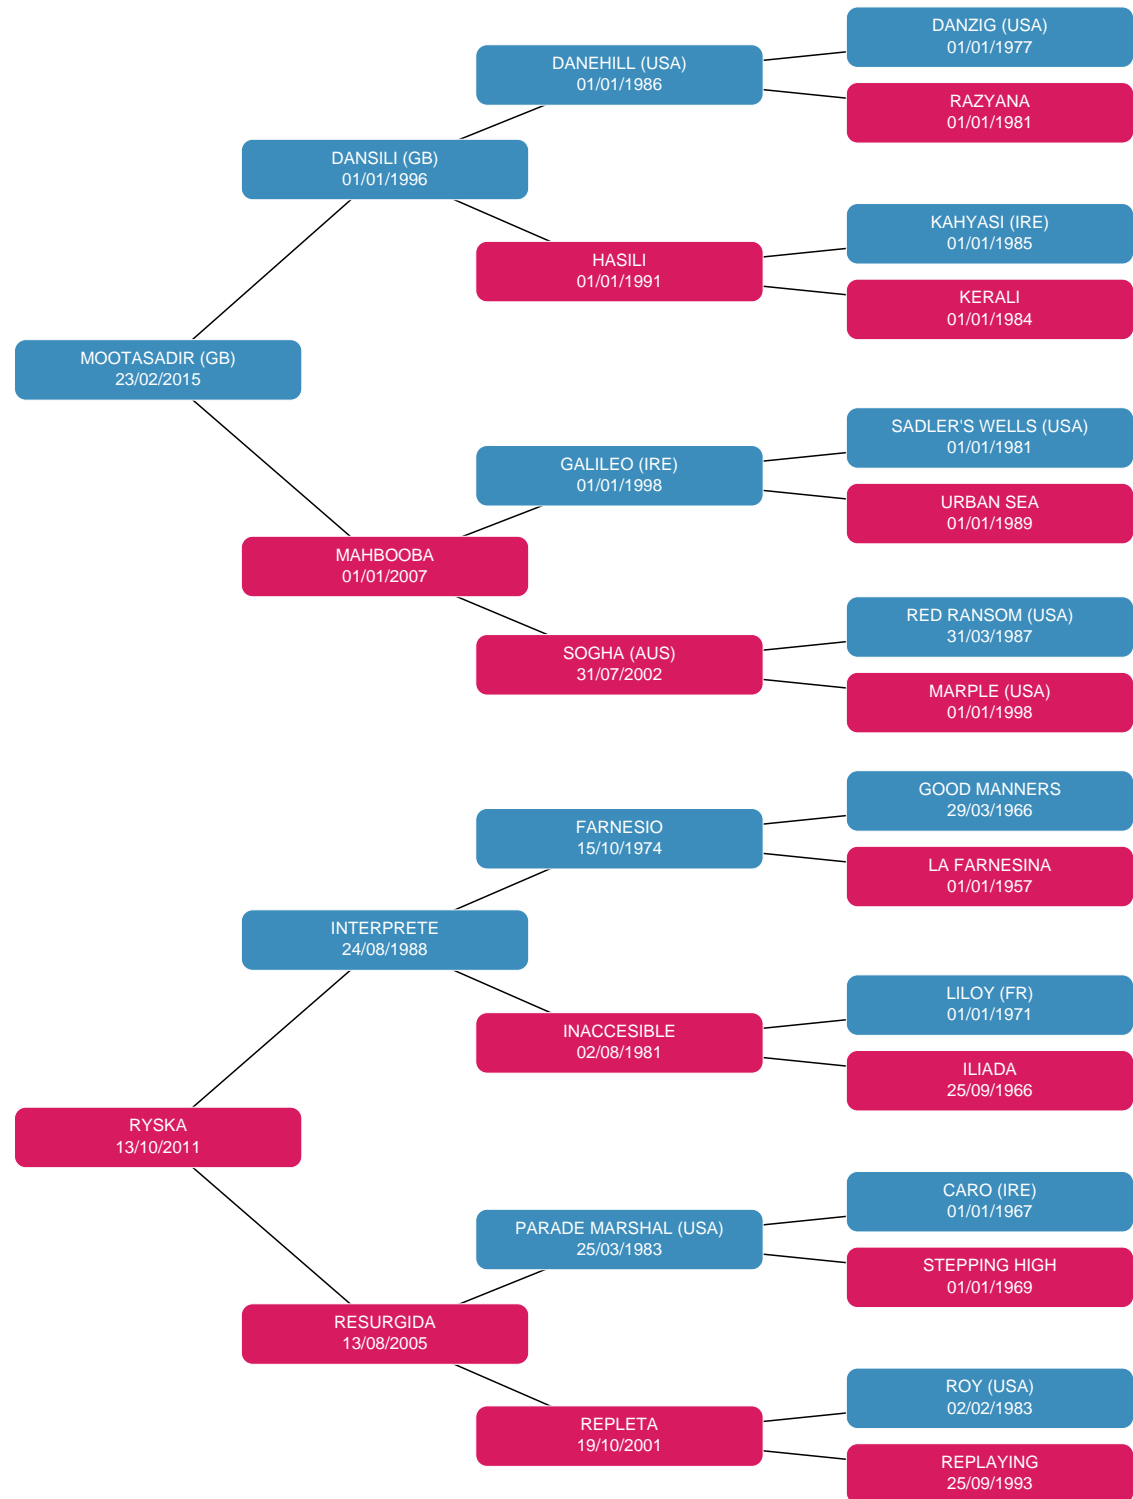 DANZIG (USA)
01/01/1977
DANEHILL (USA)
01/01/1986
RAZYANA
01/01/1981
DANSILI (GB)
01/01/1996
KAHYASI (IRE)
01/01/1985
HASILI
01/01/1991
KERALI
01/01/1984
MOOTASADIR (GB)
23/02/2015
SADLER'S WELLS (USA)
01/01/1981
GALILEO (IRE)
01/01/1998
URBAN SEA
01/01/1989
MAHBOOBA
01/01/2007
RED RANSOM (USA)
31/03/1987
SOGHA (AUS)
31/07/2002
MARPLE (USA)
01/01/1998
GOOD MANNERS
29/03/1966
FARNESIO
15/10/1974
LA FARNESINA
01/01/1957
INTERPRETE
24/08/1988
LILOY (FR)
01/01/1971
INACCESIBLE
02/08/1981
ILIADA
25/09/1966
RYSKA
13/10/2011
CARO (IRE)
01/01/1967
PARADE MARSHAL (USA)
25/03/1983
STEPPING HIGH
01/01/1969
RESURGIDA
13/08/2005
ROY (USA)
02/02/1983
REPLETA
19/10/2001
REPLAYING
25/09/1993